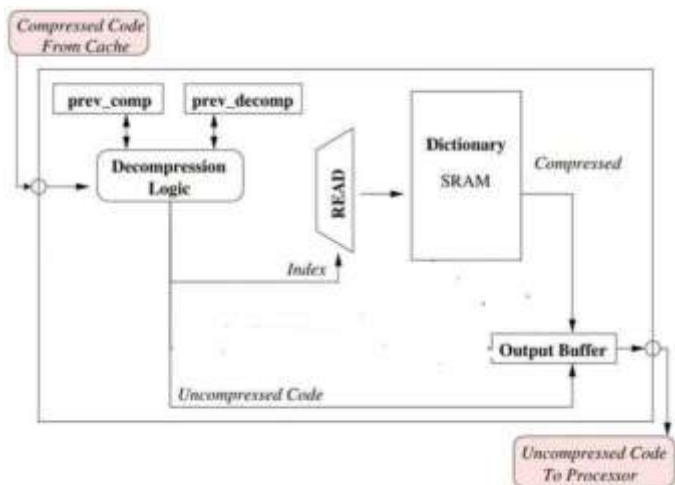 Compressed Code
From Cache
prev_comp
prev_decomp
Decompression
Logic
READ
Dictionary
SRAM
Compressed
Index
Output Buffer
Uncompressed Code
Uncompressed Code
To Processor